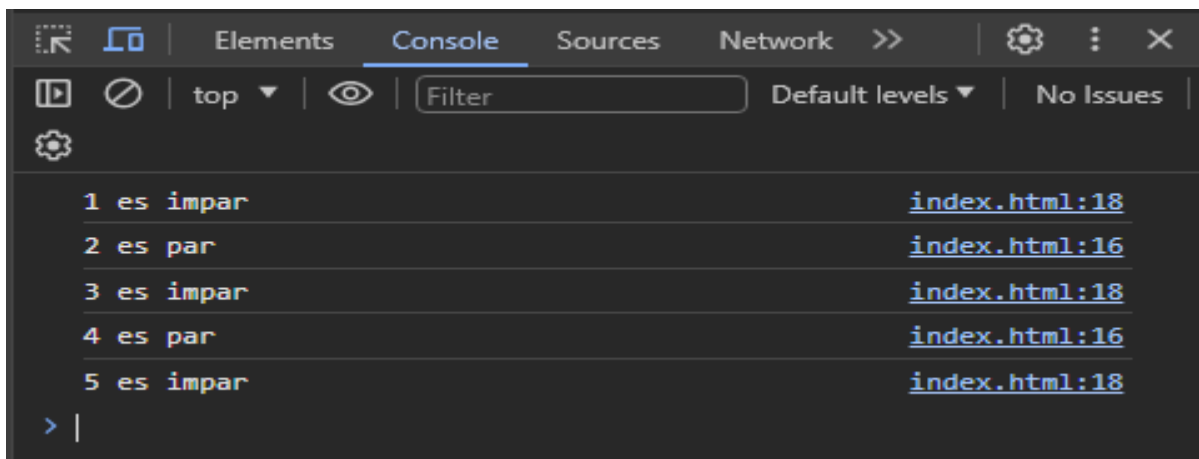 Elements Console Sources Network
top Filter Default levels No Issues
1 es impar index.html:18
2 es par index.html:16
3 es impar index.html:18
4 es par index.html:16
5 es impar index.html:18